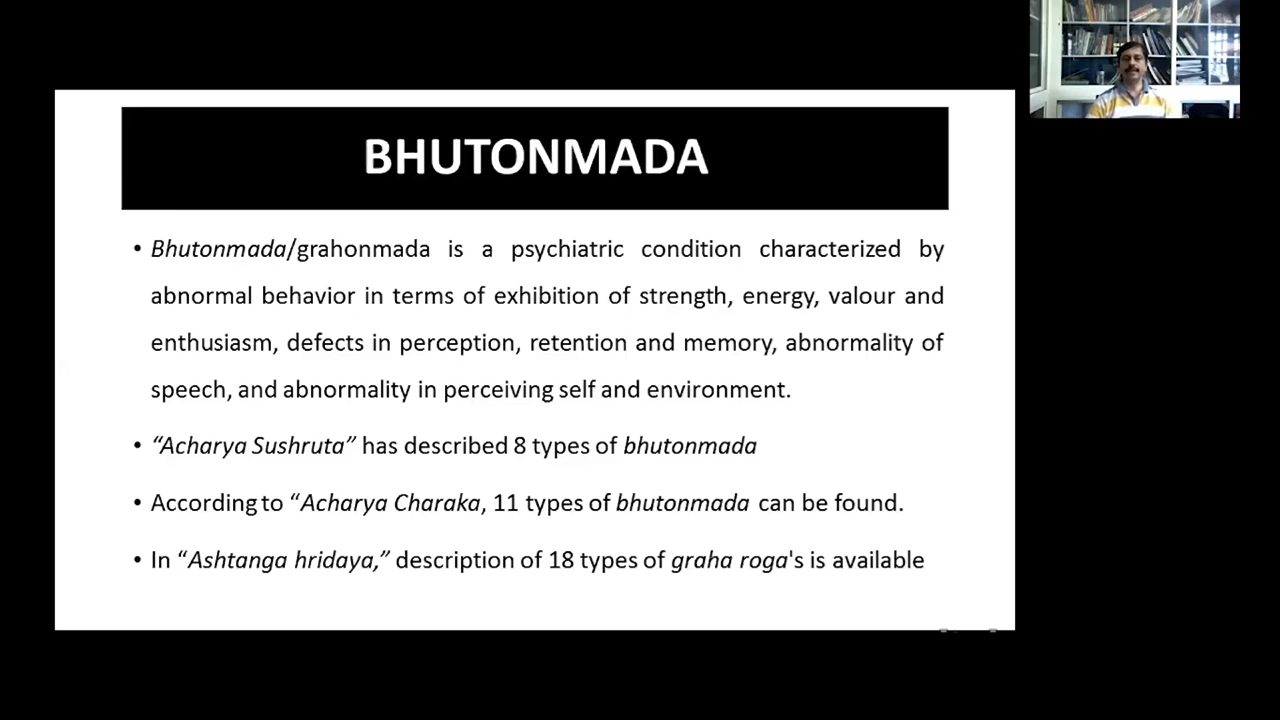 BHUTONMADA
• Bhutonmada/grahonmada is a psychiatric condition characterized by
abnormal behavior in terms of exhibition of strength, energy, valour and
enthusiasm, defects in perception, retention and memory, abnormality of
speech, and abnormality in perceiving self and environment.
• “Acharya Sushruta” has described 8 types of bhutonmada
• According to “Acharya Charaka, 11 types of bhutonmada can be found.
• In “Ashtanga hridaya,” description of 18 types of graha roga's is available